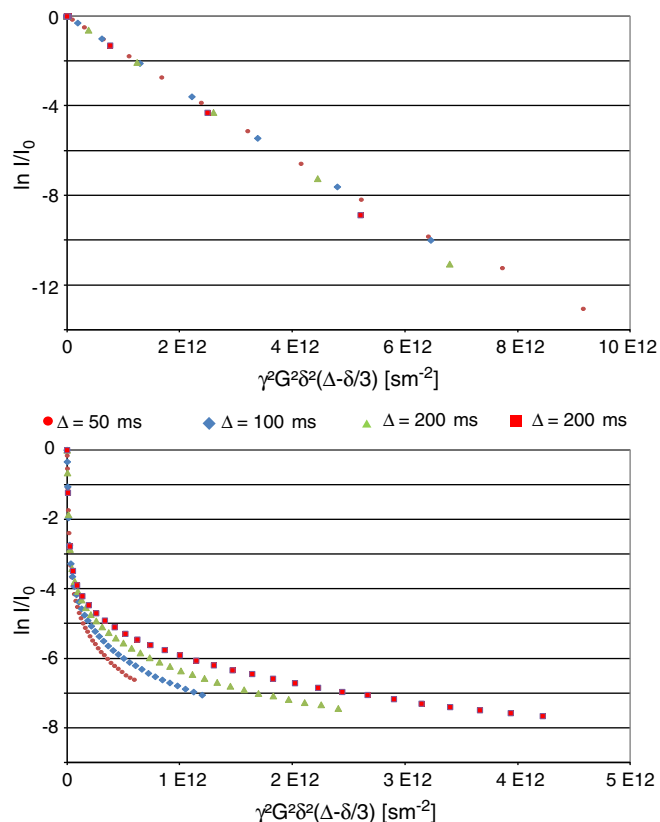 0
-4
-8
-12
ln I/I₀
0
2 E12
4 E12
6 E12
8 E12
10 E12
γ²G²δ²(Δ-δ/3) [sm⁻²]
Δ = 50 ms
Δ = 100 ms
Δ = 200 ms
Δ = 200 ms
0
-2
-4
-6
-8
ln I/I₀
0
1 E12
2 E12
3 E12
4 E12
5 E12
γ²G²δ²(Δ-δ/3) [sm⁻²]